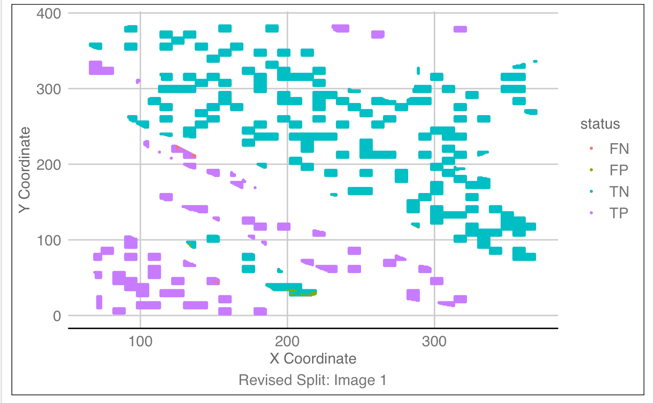 400
300
200
100
0
Y Coordinate
100 200 300
X Coordinate
Revised Split: Image 1
status
FN
FP
TN
TP